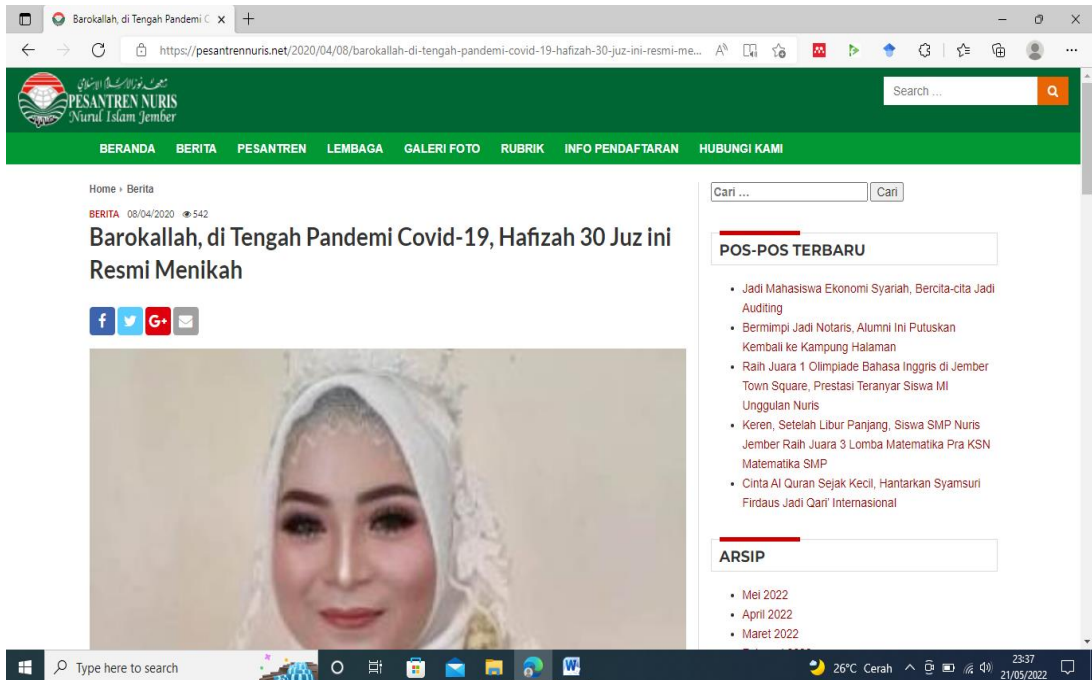 Barokallah, di Tengah Pandemi C
https://pesantrennuris.net/2020/04/08/barokallah-di-tengah-pandemi-covid-19-hafizah-30-juz-ini-resmi-me...
PESANTREN NURIS
Nurul Islam Jember
Search ...
BERANDA BERITA PESANTREN LEMBAGA GALERI FOTO RUBRIK INFO PENDAFTARAN HUBUNGI KAMI
Home › Berita
BERITA 08/04/2020 542
Barokallah, di Tengah Pandemi Covid-19, Hafizah 30 Juz ini
Resmi Menikah
f G+
Cari ... Cari
POS-POS TERBARU
Jadi Mahasiswa Ekonomi Syariah, Bercita-cita Jadi
Auditing
Bermimpi Jadi Notaris, Alumni Ini Putuskan
Kembali ke Kampung Halaman
Raih Juara 1 Olimpiade Bahasa Inggris di Jember
Town Square, Prestasi Teranyar Siswa MI
Unggulan Nuris
Keren, Setelah Libur Panjang, Siswa SMP Nuris
Jember Raih Juara 3 Lomba Matematika Pra KSN
Matematika SMP
Cinta Al Quran Sejak Kecil, Hantarkan Syamsuri
Firdaus Jadi Qari' Internasional
ARSIP
Mei 2022
April 2022
Maret 2022
Type here to search
26°C Cerah
23:37
21/05/2022